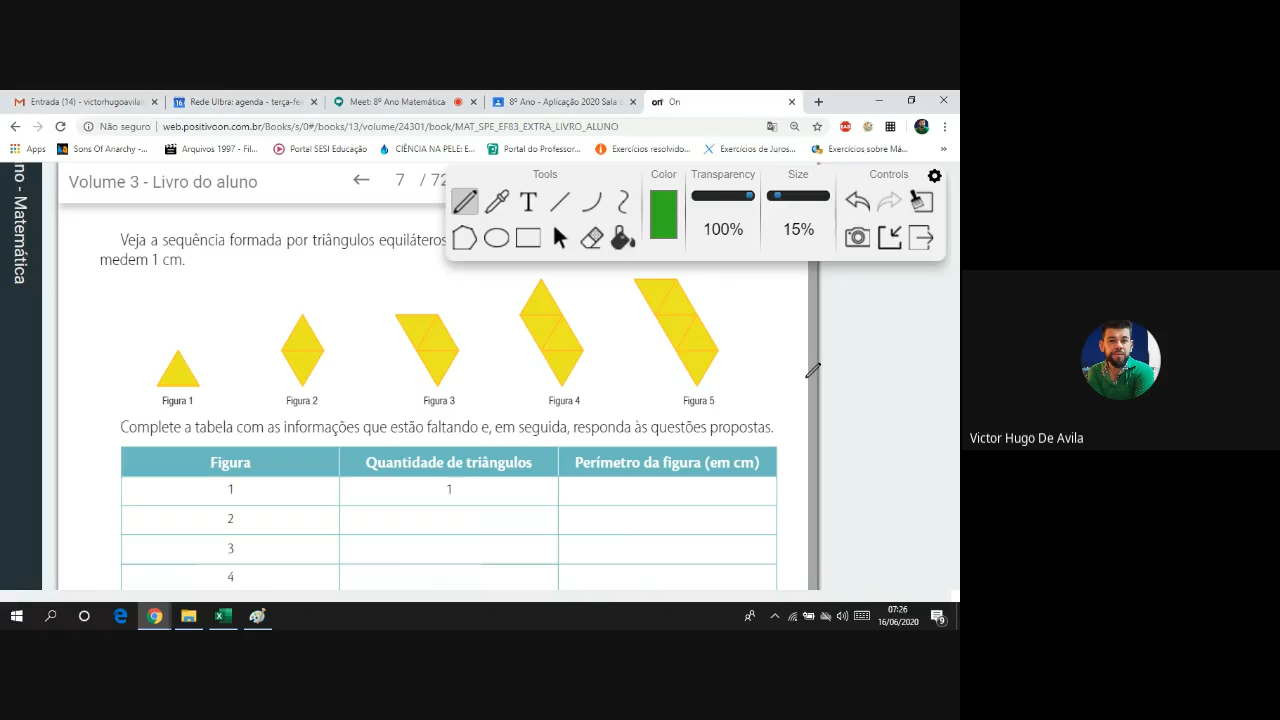 Entrada (14) - victorhugoavila
Rede Ulbra: agenda - terça-fe
Meet: 8º Ano Matemática
8º Ano - Aplicação 2020 Sala
On
Não seguro
web.positivoon.com.br/Books/s/0#/books/13/volume/24301/book/MAT_SPE_EF83_EXTRA_LIVRO_ALUNO
Apps
Sons Of Anarchy -...
Arquivos 1997 - Fil...
Portal SESI Educação
CIÊNCIA NA PELE: E...
Portal do Professor...
Exercícios resolvido...
Exercícios de Juros...
Exercícios sobre Má...
»
no - Matemática
Volume 3 - Livro do aluno
7 / 72
Tools
Color
Transparency
Size
Controls
100%
15%
Veja a sequência formada por triângulos equiláteros
medem 1 cm.
Figura 1
Figura 2
Figura 3
Figura 4
Figura 5
Complete a tabela com as informações que estão faltando e, em seguida, responda às questões propostas.
Figura Quantidade de triângulos Perímetro da figura (em cm)
1 1
2
3
4
Victor Hugo De Avila
07:26
16/06/2020